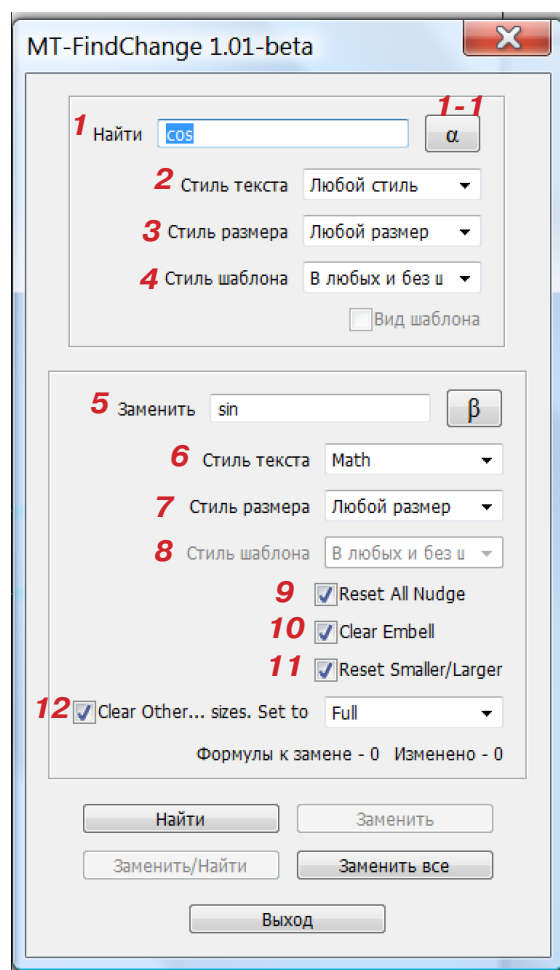 MT-FindChange 1.01-beta
1-1
1 Найти cos α
2 Стиль текста Любой стиль
3 Стиль размера Любой размер
4 Стиль шаблона В любых и без ш
Вид шаблона
5 Заменить sin β
6 Стиль текста Math
7 Стиль размера Любой размер
8 Стиль шаблона В любых и без ш
9 Reset All Nudge
10 Clear Embell
11 Reset Smaller/Larger
12 Clear Other... sizes. Set to Full
Формулы к замене - 0 Изменено - 0
Найти Заменить
Заменить/Найти Заменить все
Выход